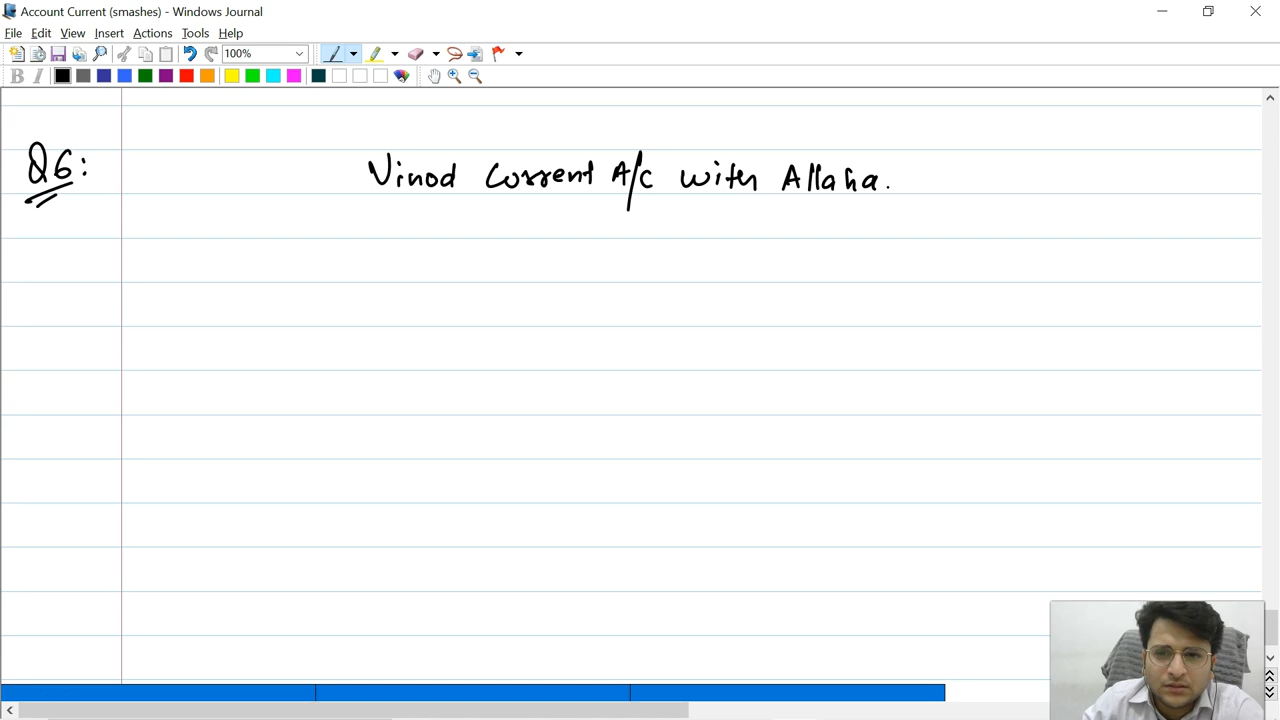 Account Current (smashes) - Windows Journal
File Edit View Insert Actions Tools Help
100%
B I
Q6: Vinod Current A/c with Allaha.